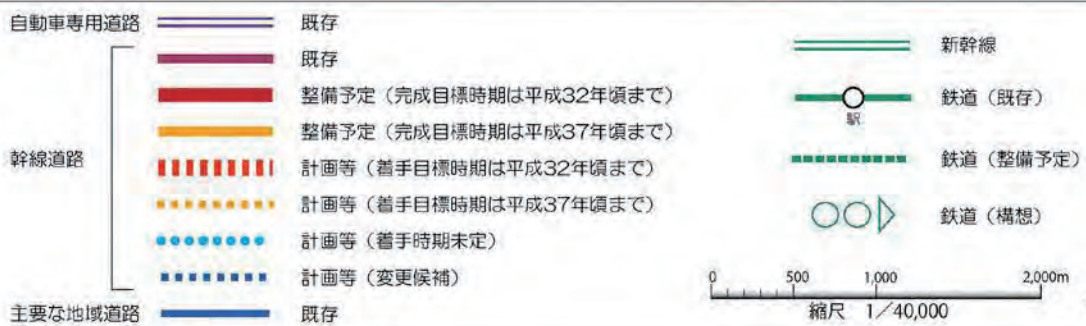 自動車専用道路 既存
幹線道路
既存
整備予定（完成目標時期は平成32年頃まで）
整備予定（完成目標時期は平成37年頃まで）
計画等（着手目標時期は平成32年頃まで）
計画等（着手目標時期は平成37年頃まで）
計画等（着手時期未定）
計画等（変更候補）
主要な地域道路 既存
新幹線
鉄道（既存）
駅
鉄道（整備予定）
鉄道（構想）
0 500 1,000 2,000m
縮尺 1／40,000